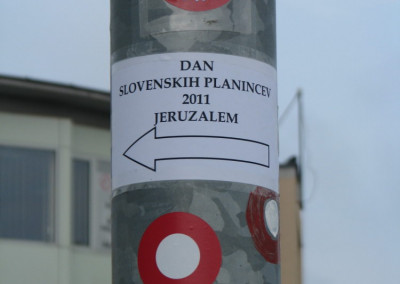 DAN
SLOVENSKIH PLANINCEV
2011
JERUZALEM